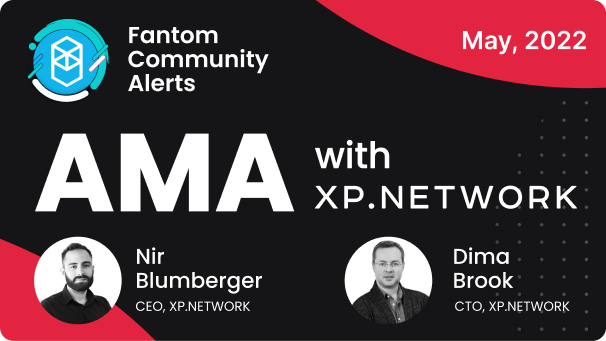 Fantom
Community
Alerts
May, 2022
AMA
with
XP.NETWORK
Nir
Blumberger
CEO, XP.NETWORK
Dima
Brook
CTO, XP.NETWORK